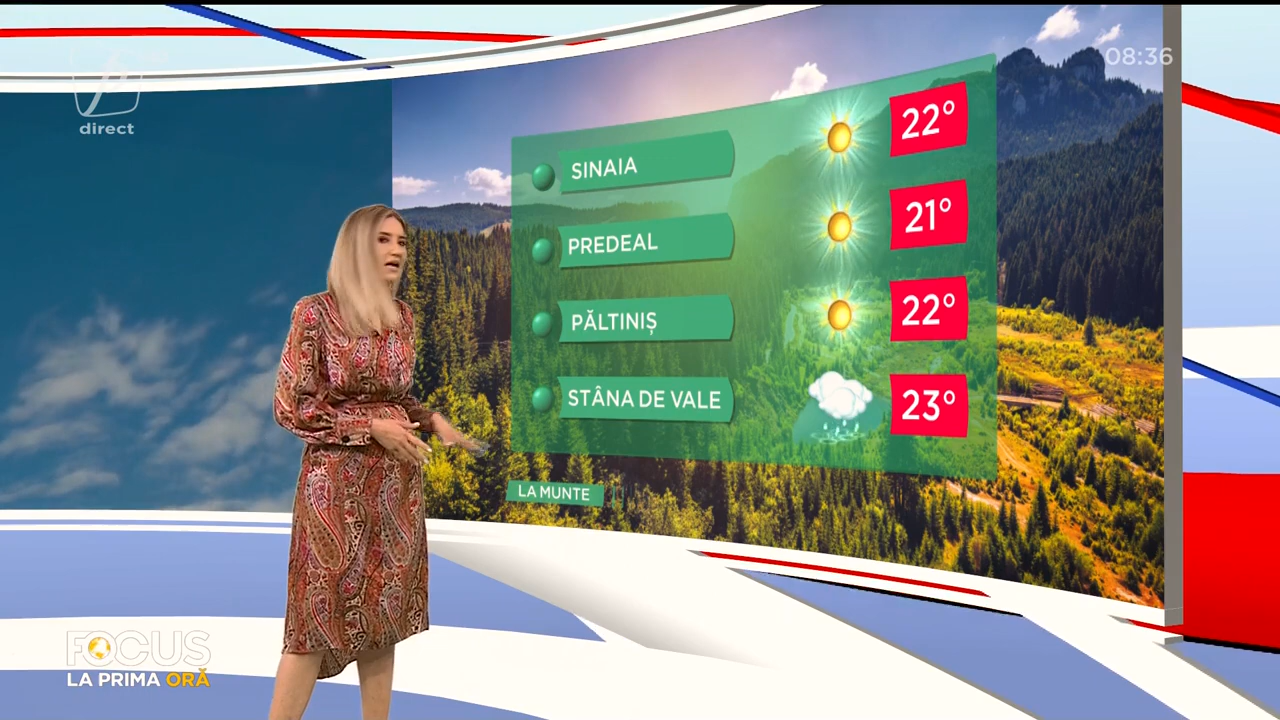 direct
08:36
SINAIA 22°
PREDEAL 21°
PĂLTINIȘ 22°
STÂNA DE VALE 23°
LA MUNTE
FOCUS
LA PRIMA ORĂ